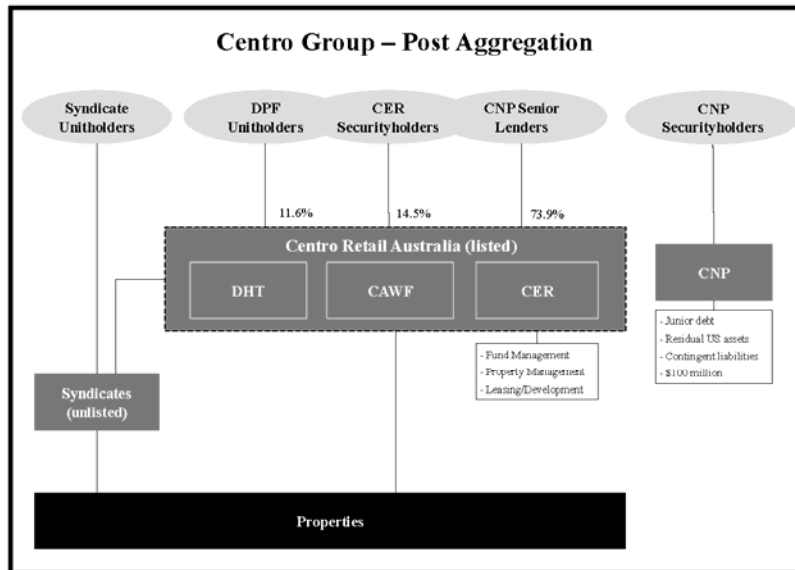 Centro Group – Post Aggregation
Syndicate
Unitholders
DPF
Unitholders
CER
Securityholders
CNP Senior
Lenders
CNP
Securityholders
11.6%
14.5%
73.9%
Centro Retail Australia (listed)
DHT
CAWF
CER
CNP
- Fund Management
- Property Management
- Leasing/Development
- Junior debt
- Residual US assets
- Contingent liabilities
- $100 million
Syndicates
(unlisted)
Properties